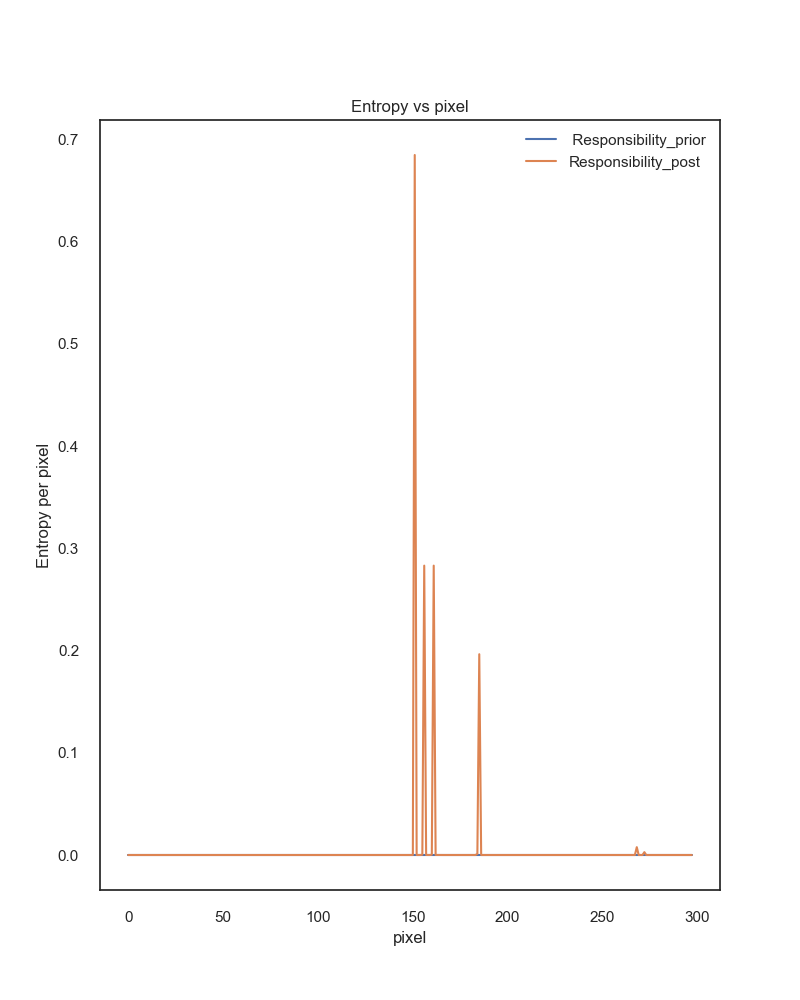 Entropy vs pixel
Responsibility_prior
Responsibility_post
0.7
0.6
0.5
0.4
0.3
0.2
0.1
0.0
Entropy per pixel
0 50 100 150 200 250 300
pixel